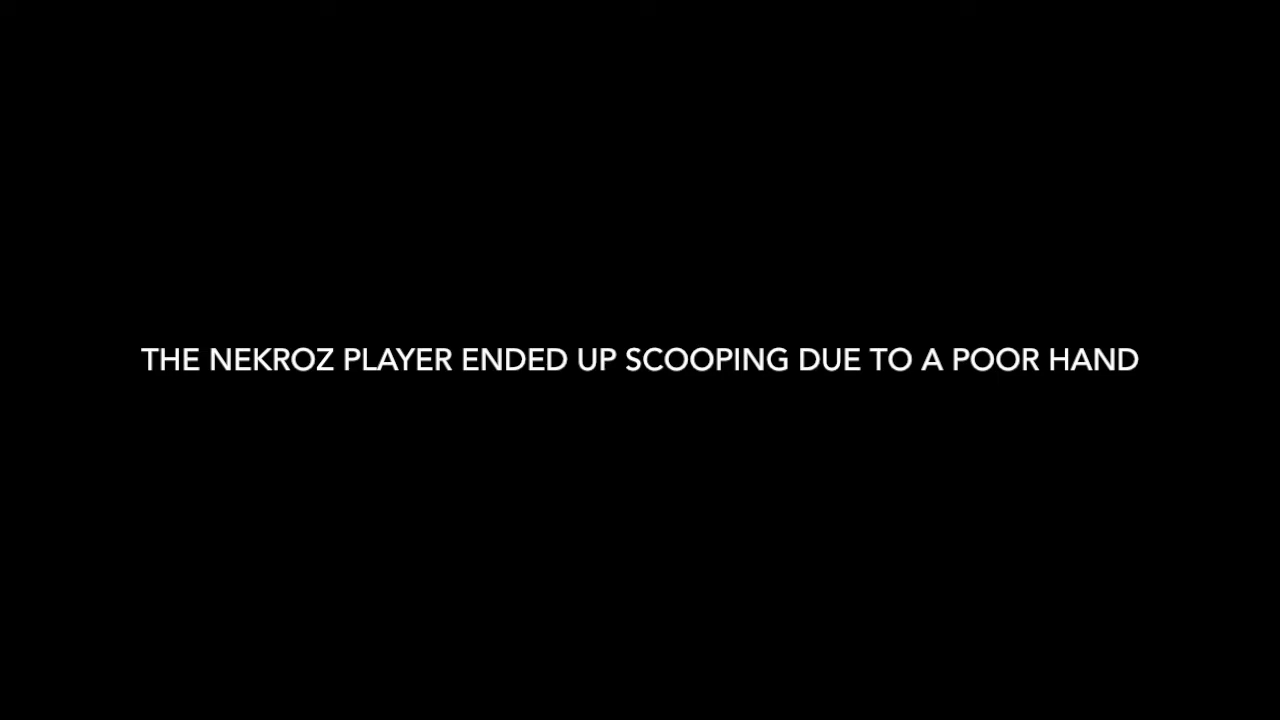 THE NEKROZ PLAYER ENDED UP SCOOPING DUE TO A POOR HAND